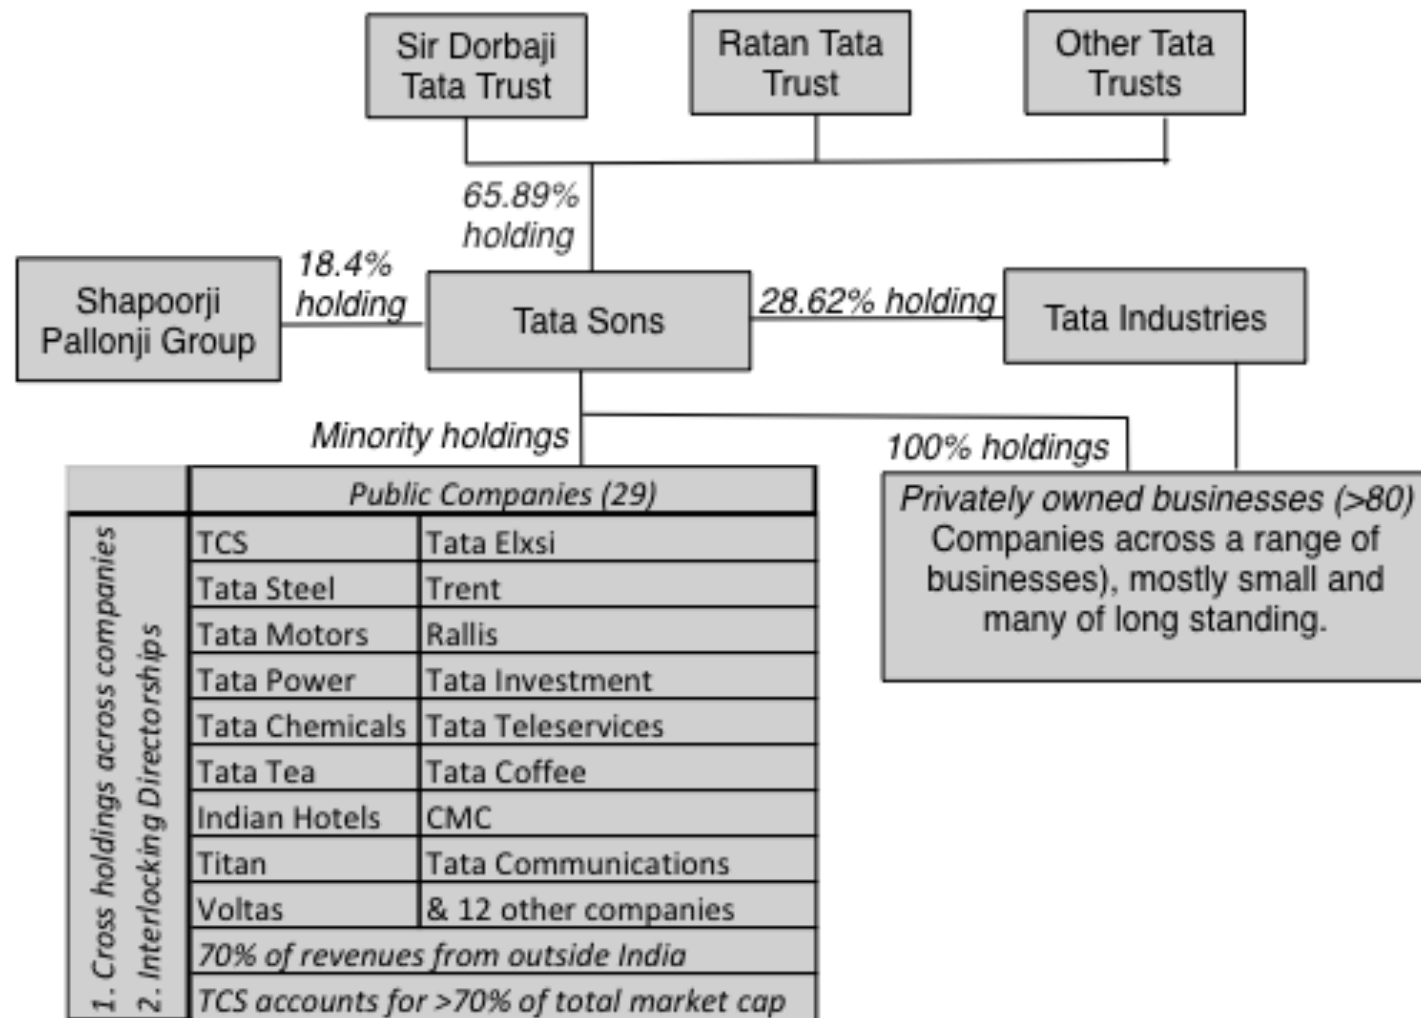 Sir Dorbaji
Tata Trust
Ratan Tata
Trust
Other Tata
Trusts
65.89%
holding
Shapoorji
Pallonji Group
18.4%
holding
Tata Sons
28.62% holding
Tata Industries
Minority holdings
100% holdings
Public Companies (29)
1. Cross holdings across companies
2. Interlocking Directorships
TCS
Tata Elxsi
Tata Steel
Trent
Tata Motors
Rallis
Tata Power
Tata Investment
Tata Chemicals
Tata Teleservices
Tata Tea
Tata Coffee
Indian Hotels
CMC
Titan
Tata Communications
Voltas
& 12 other companies
70% of revenues from outside India
TCS accounts for >70% of total market cap
Privately owned businesses (>80)
Companies across a range of
businesses), mostly small and
many of long standing.